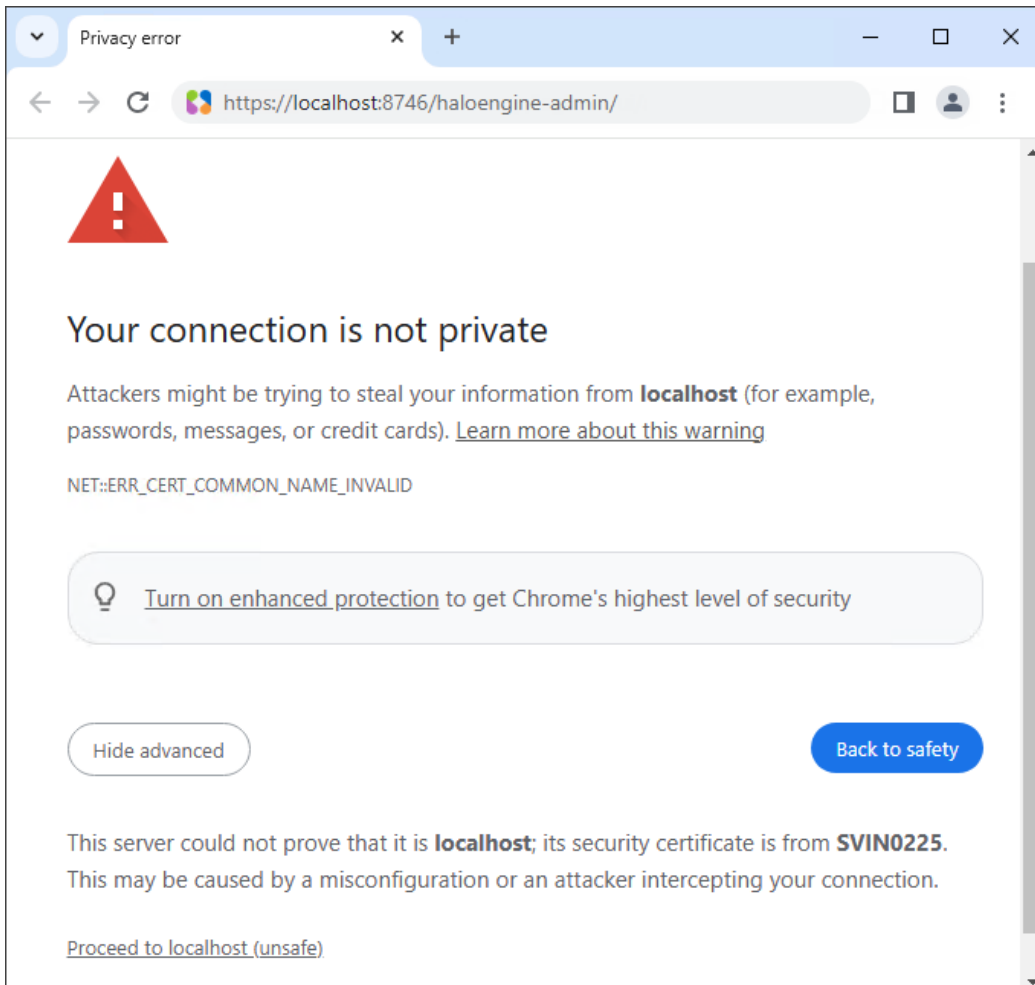 Privacy error
https://localhost:8746/haloengine-admin/
Your connection is not private
Attackers might be trying to steal your information from localhost (for example,
passwords, messages, or credit cards). Learn more about this warning
NET::ERR_CERT_COMMON_NAME_INVALID
Turn on enhanced protection to get Chrome's highest level of security
Hide advanced
Back to safety
This server could not prove that it is localhost; its security certificate is from SVIN0225.
This may be caused by a misconfiguration or an attacker intercepting your connection.
Proceed to localhost (unsafe)